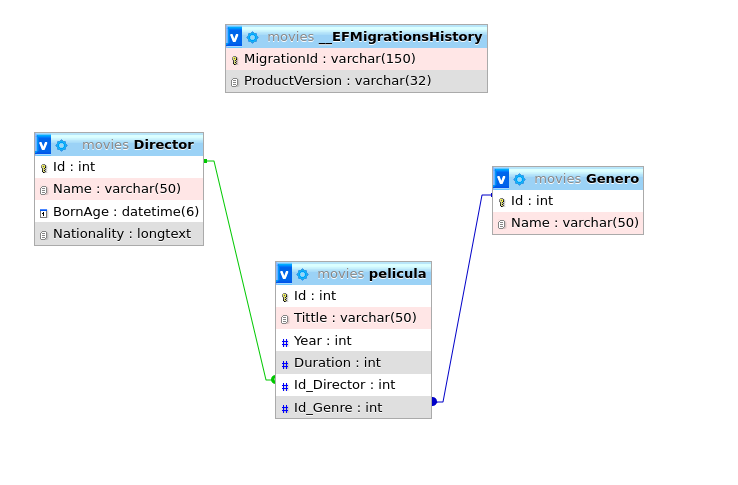 v movies __EFMigrationsHistory
MigrationId : varchar(150)
ProductVersion : varchar(32)
v movies Director
Id : int
Name : varchar(50)
BornAge : datetime(6)
Nationality : longtext
v movies Genero
Id : int
Name : varchar(50)
v movies pelicula
Id : int
Tittle : varchar(50)
# Year : int
# Duration : int
# Id_Director : int
# Id_Genre : int